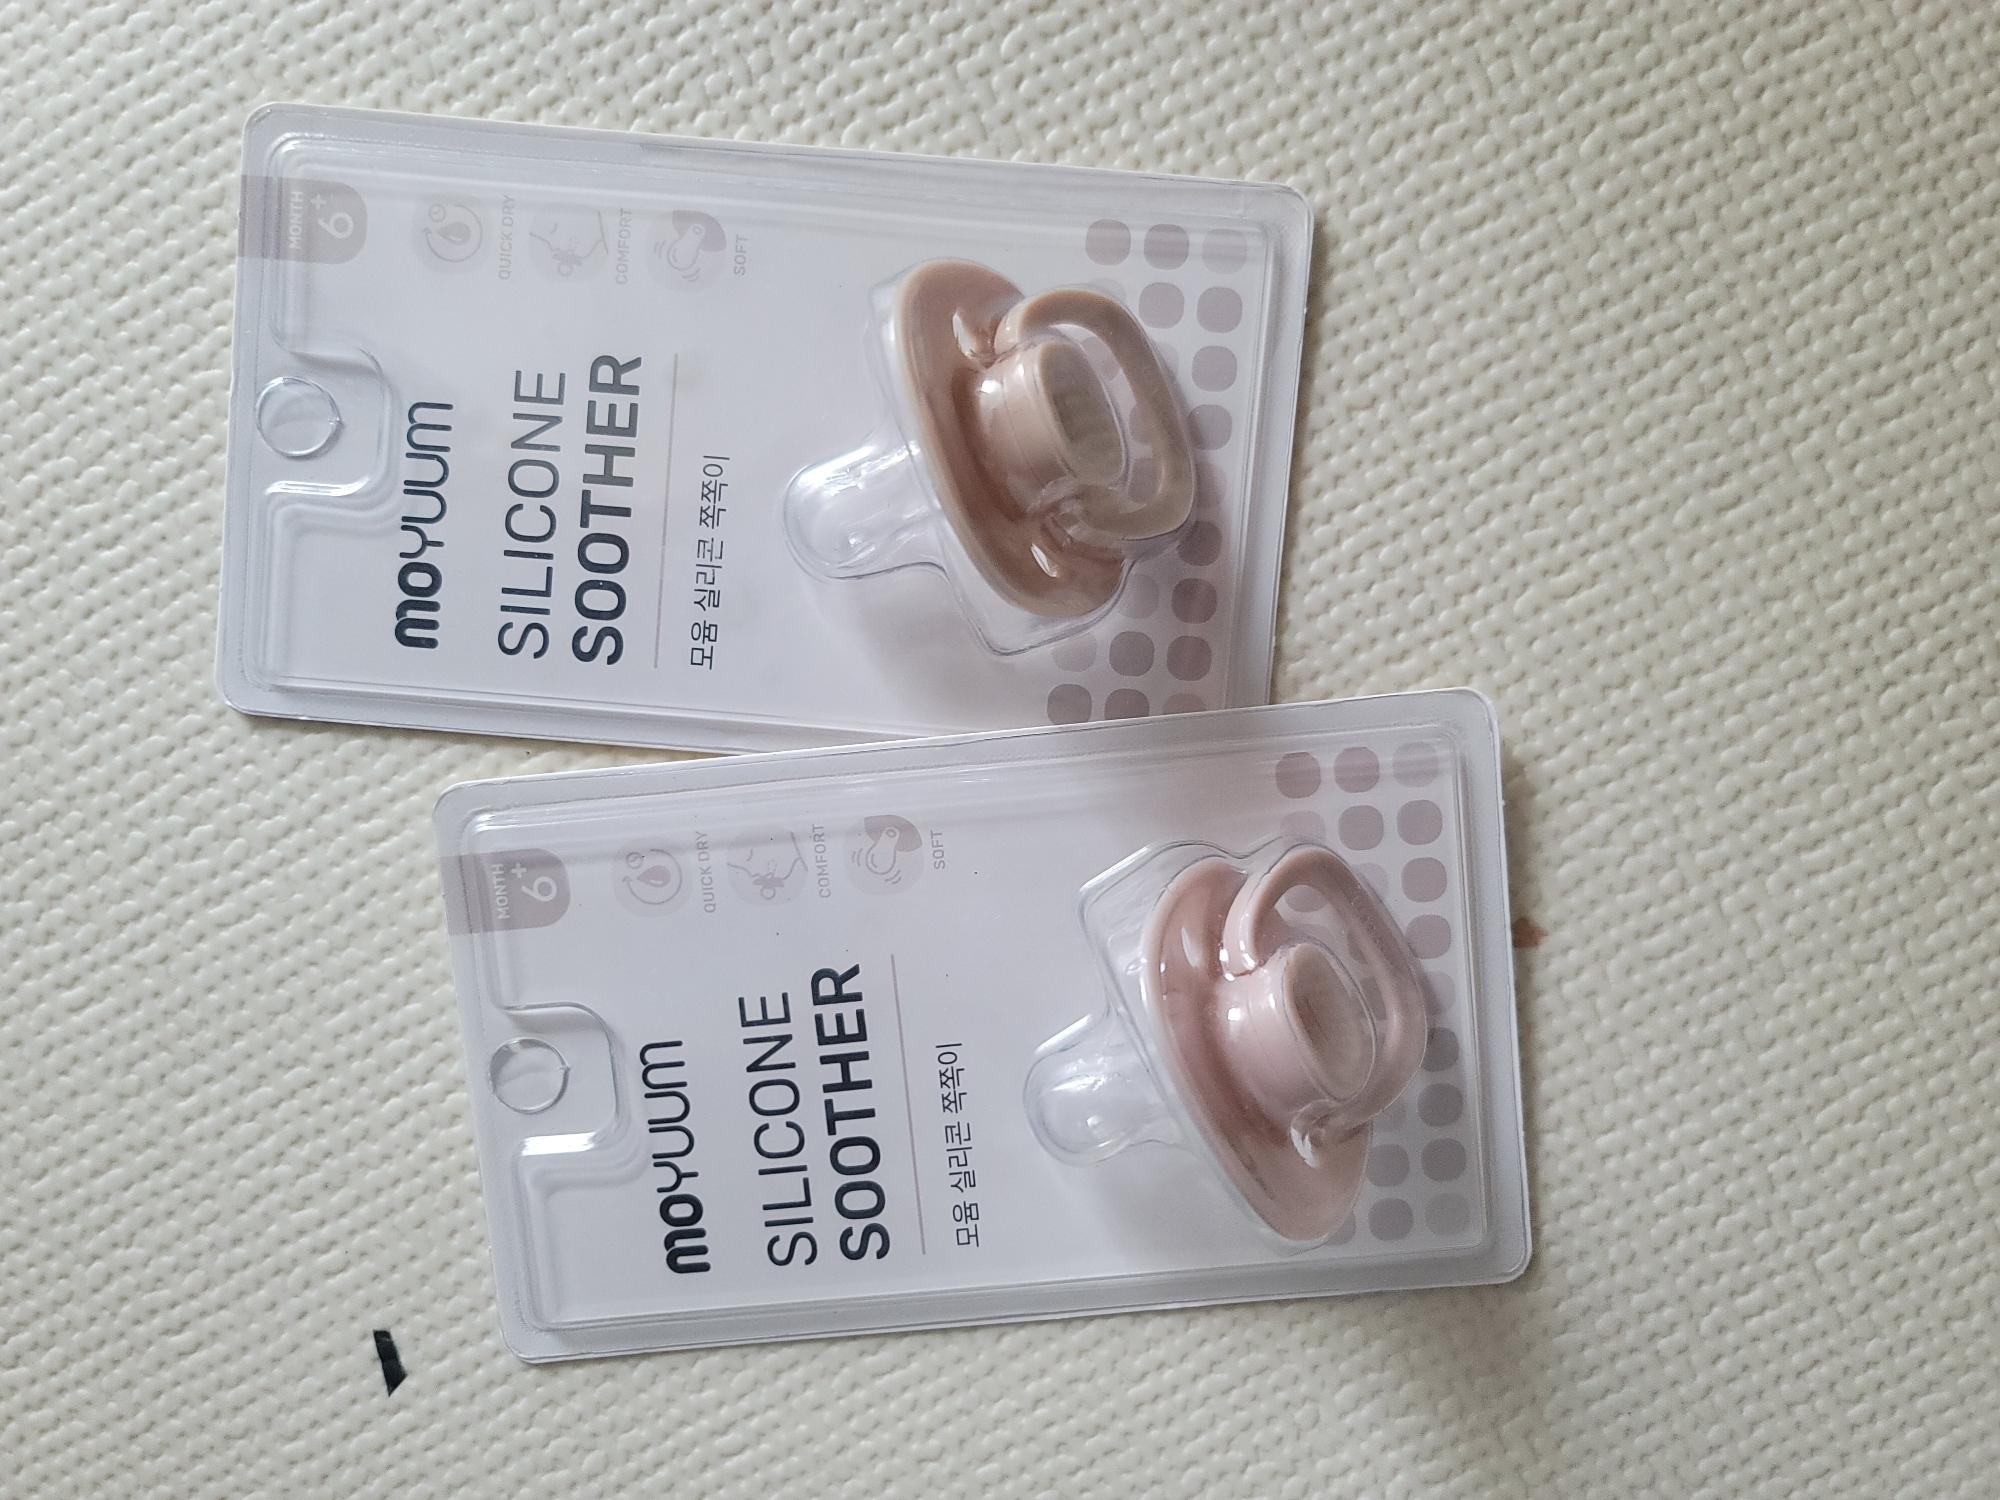 MONTH
6+
moyuum
SILICONE
SOOTHER
모윰 실리콘 쪽쪽이
QUICK DRY
COMFORT
SOFT
MONTH
6+
moyuum
SILICONE
SOOTHER
모윰 실리콘 쪽쪽이
QUICK DRY
COMFORT
SOFT